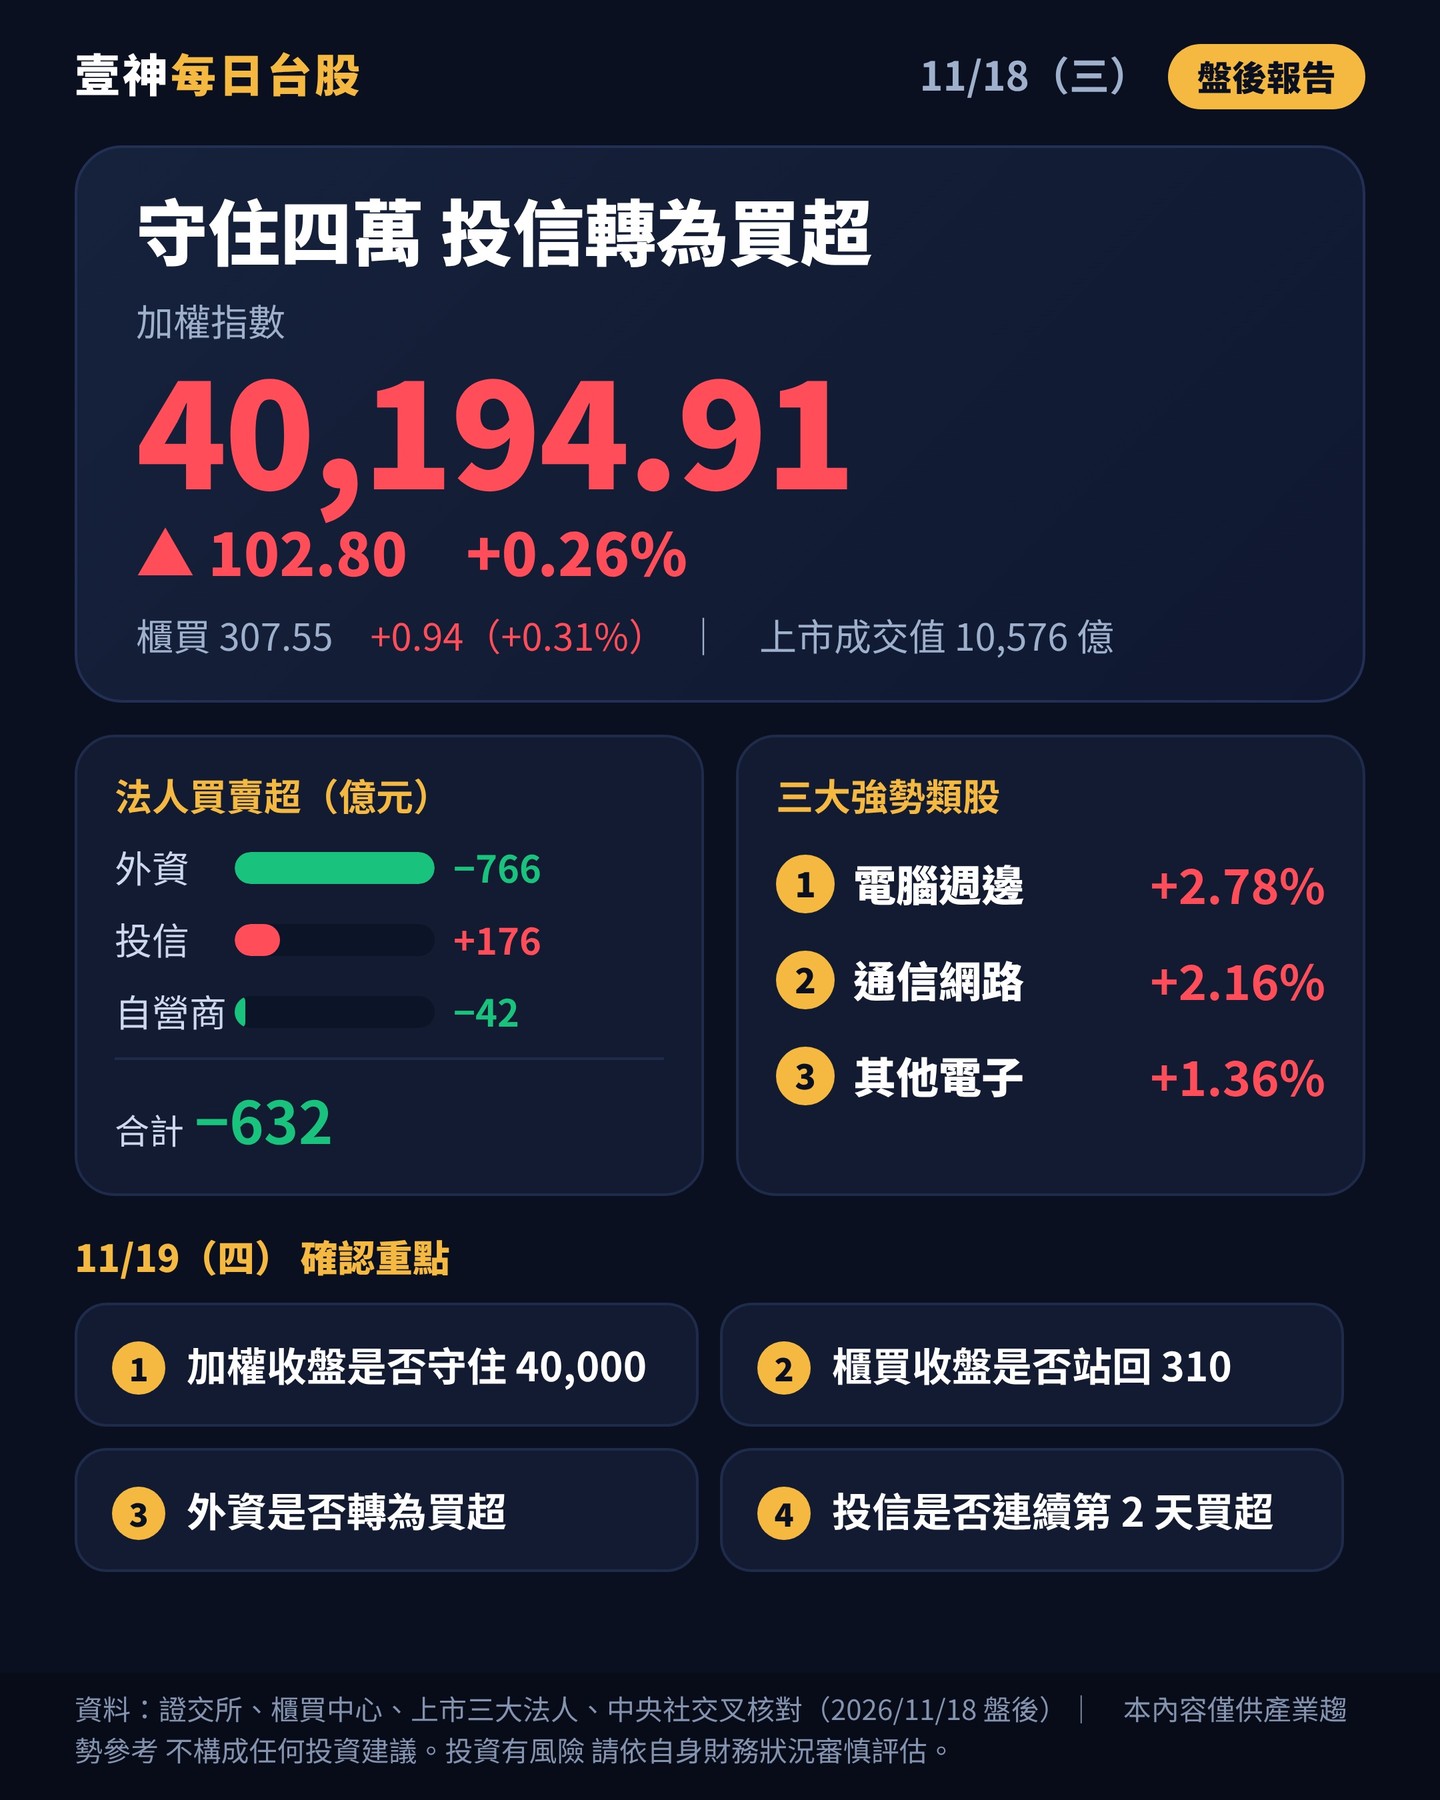 壹神每日台股
11/18（三）
盤後報告
守住四萬 投信轉為買超
加權指數
40,194.91
▲ 102.80 +0.26%
櫃買 307.55 +0.94（+0.31%）｜ 上市成交值 10,576 億
法人買賣超（億元）
外資 −766
投信 +176
自營商 −42
合計 −632
三大強勢類股
1 電腦週邊 +2.78%
2 通信網路 +2.16%
3 其他電子 +1.36%
11/19（四） 確認重點
1 加權收盤是否守住 40,000
2 櫃買收盤是否站回 310
3 外資是否轉為買超
4 投信是否連續第 2 天買超
資料：證交所、櫃買中心、上市三大法人、中央社交叉核對（2026/11/18 盤後）｜ 本內容僅供產業趨
勢參考 不構成任何投資建議。投資有風險 請依自身財務狀況審慎評估。